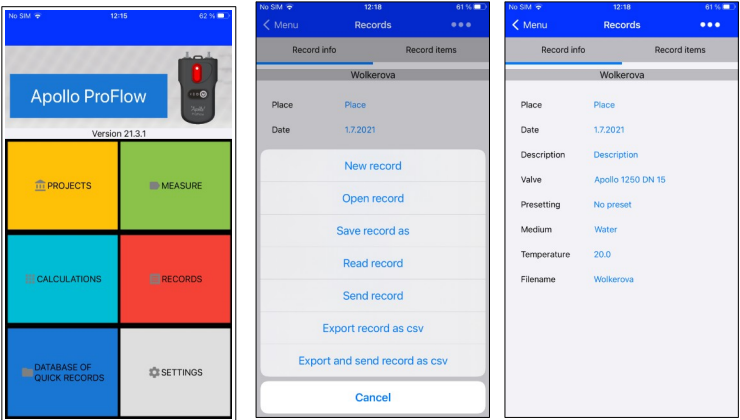 No SIM 12:15 62 %
Apollo ProFlow
Version 21.3.1
PROJECTS
MEASURE
CALCULATIONS
RECORDS
DATABASE OF
QUICK RECORDS
SETTINGS
No SIM 12:18 61 %
Menu Records
Record info Record items
Wolkerova
Place Place
Date 1.7.2021
New record
Open record
Save record as
Read record
Send record
Export record as csv
Export and send record as csv
Cancel
No SIM 12:18 61 %
Menu Records
Record info Record items
Wolkerova
Place Place
Date 1.7.2021
Description Description
Valve Apollo 1250 DN 15
Presetting No preset
Medium Water
Temperature 20.0
Filename Wolkerova